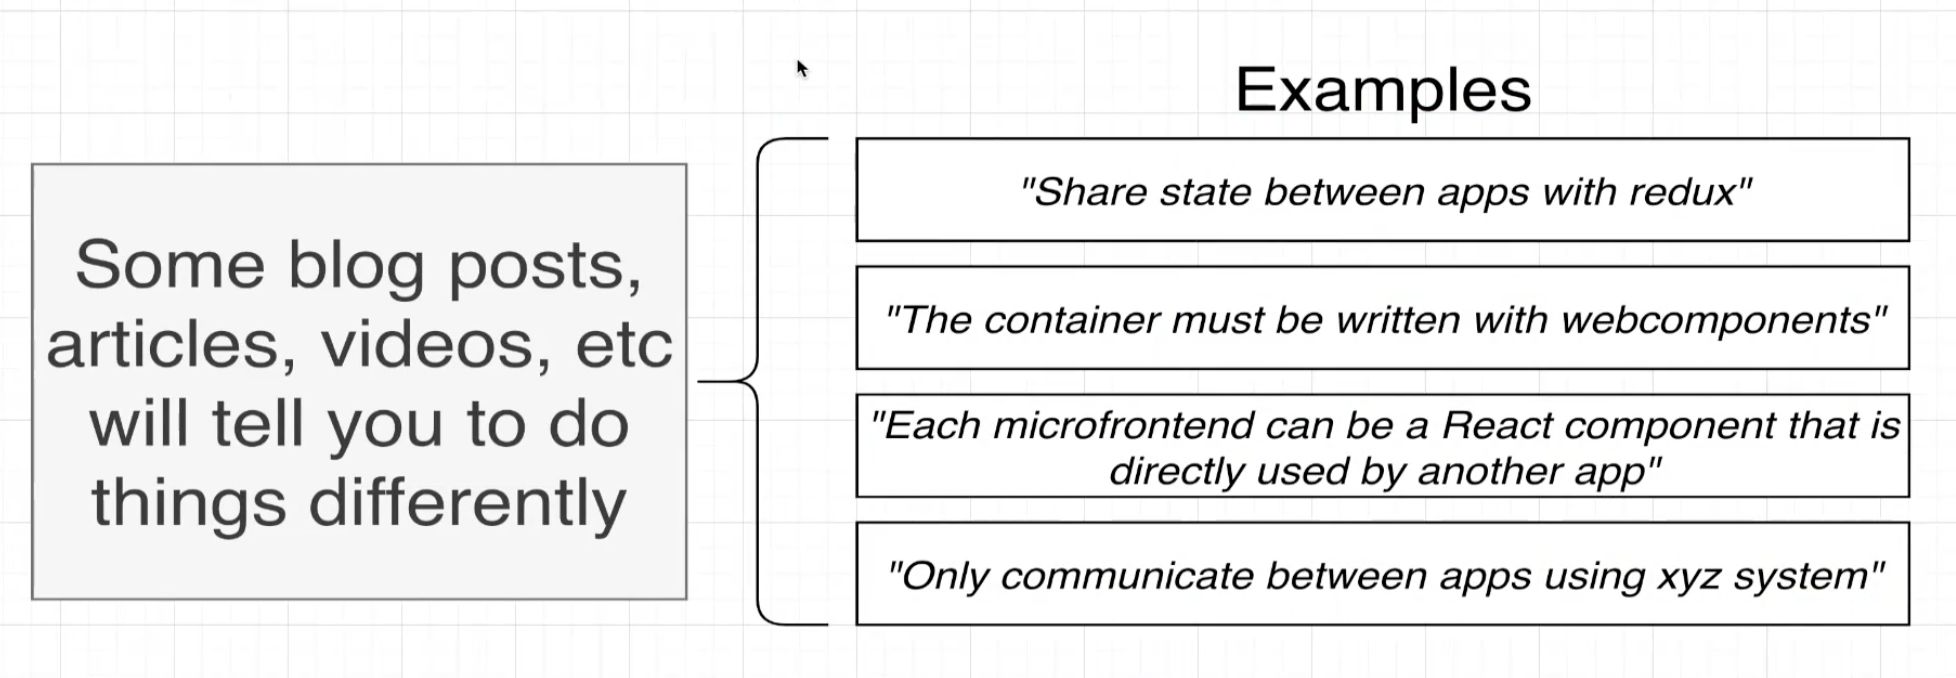 Examples
Some blog posts,
articles, videos, etc
will tell you to do
things differently
"Share state between apps with redux"
"The container must be written with webcomponents"
"Each microfrontend can be a React component that is
directly used by another app"
"Only communicate between apps using xyz system"